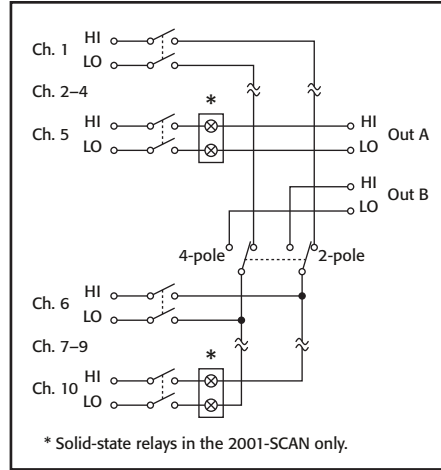 Ch. 1 HI
LO
Ch. 2–4
*
Ch. 5 HI HI Out A
LO LO
HI Out B
LO
4-pole 2-pole
Ch. 6 HI
LO
Ch. 7–9
*
Ch. 10 HI
LO
* Solid-state relays in the 2001-SCAN only.